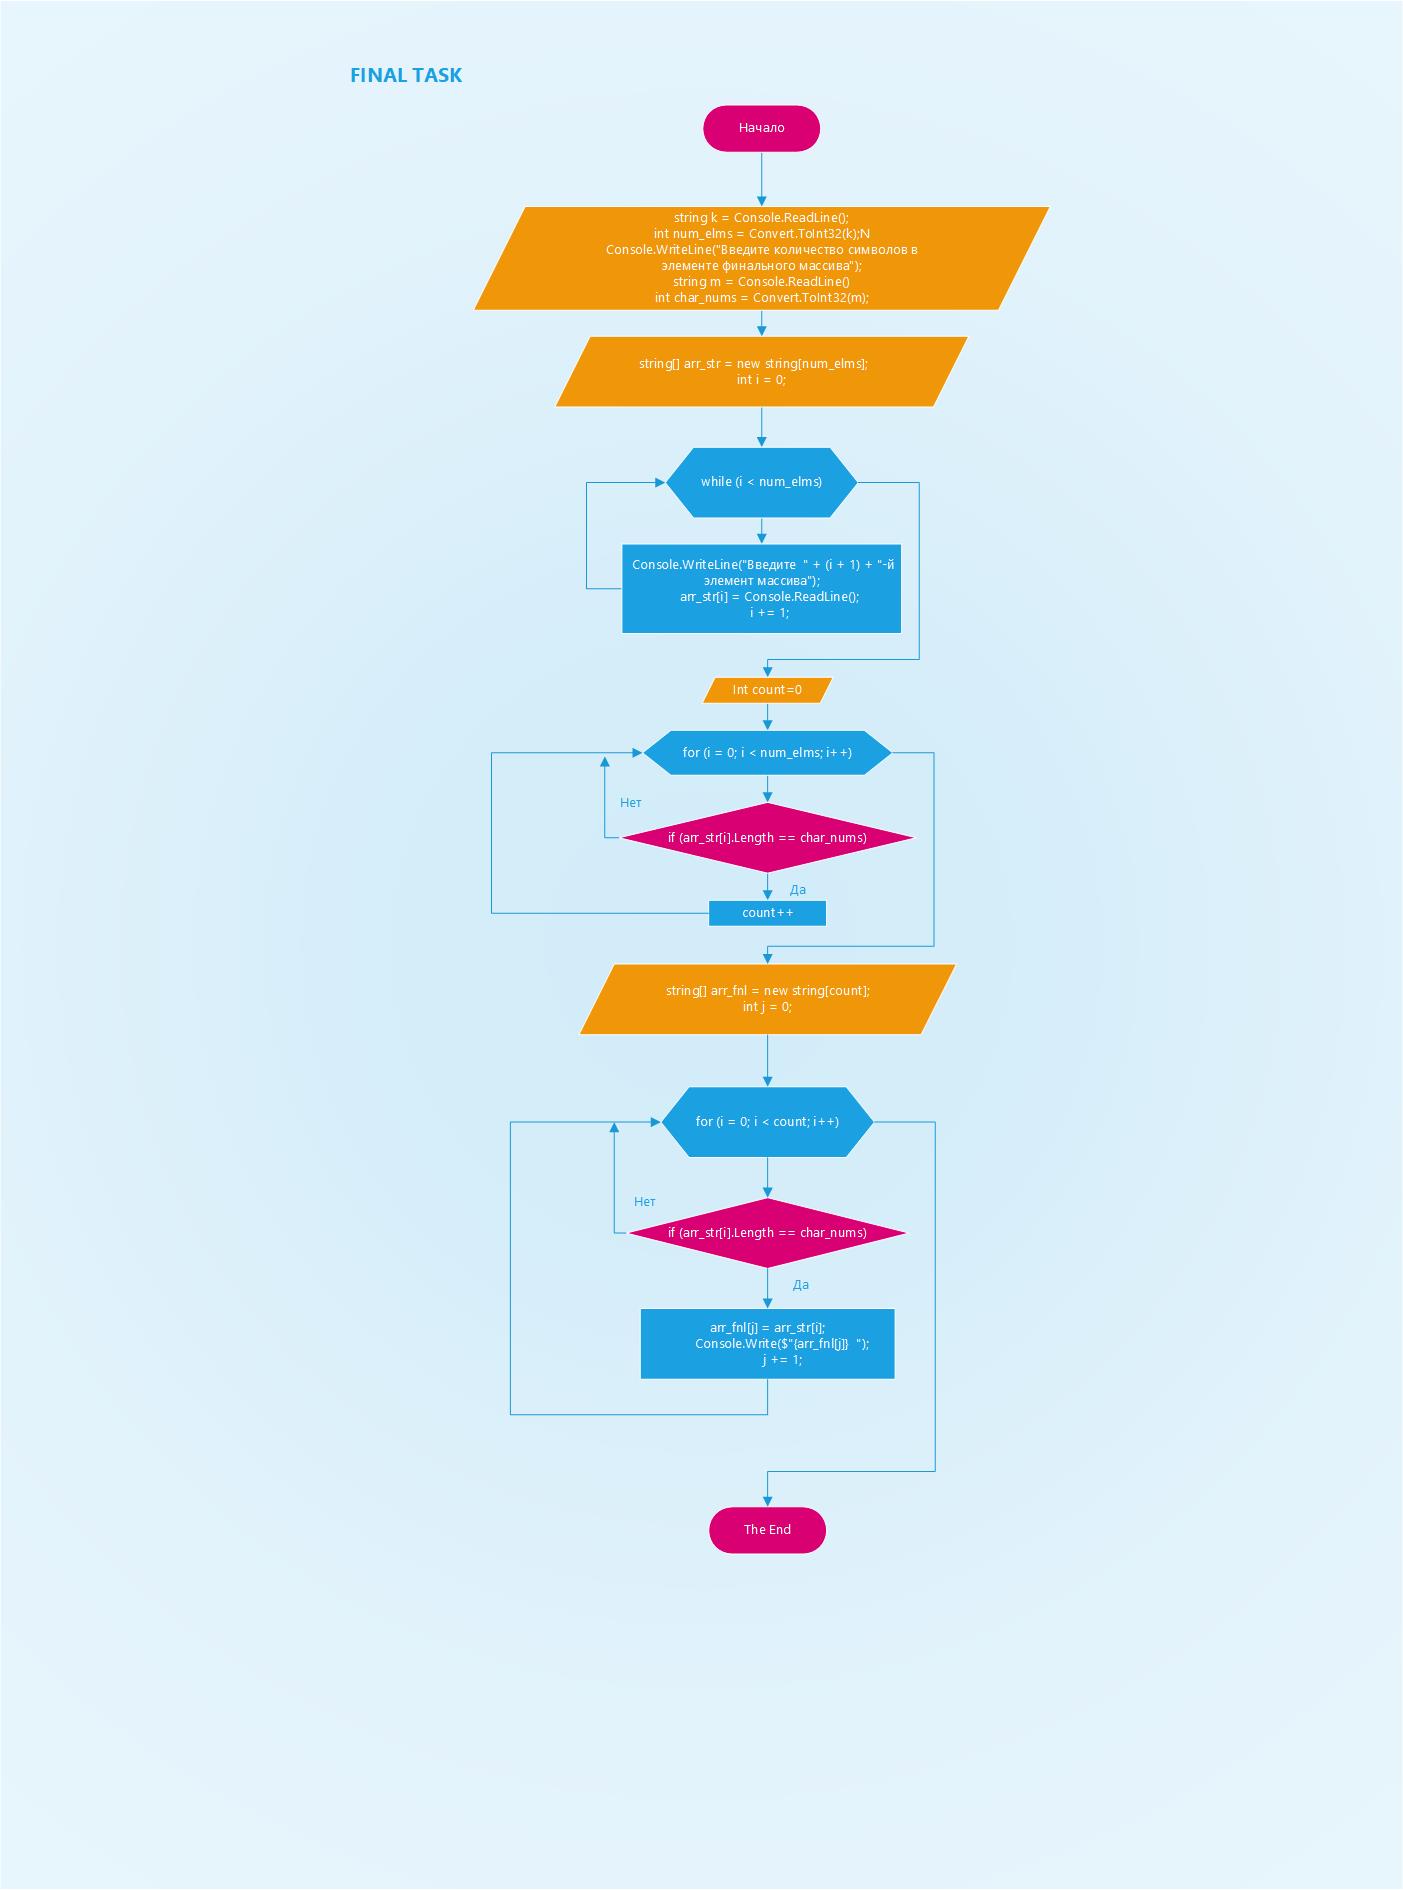 FINAL TASK
Начало
string k = Console.ReadLine();
int num_elms = Convert.ToInt32(k);N
Console.WriteLine("Введите количество символов в
элементе финального массива");
string m = Console.ReadLine()
int char_nums = Convert.ToInt32(m);
string[] arr_str = new string[num_elms];
int i = 0;
while (i < num_elms)
Console.WriteLine("Введите  " + (i + 1) + "-й
элемент массива");
arr_str[i] = Console.ReadLine();
i += 1;
Int count=0
for (i = 0; i < num_elms; i++)
Нет
if (arr_str[i].Length == char_nums)
Да
count++
string[] arr_fnl = new string[count];
int j = 0;
for (i = 0; i < count; i++)
Нет
if (arr_str[i].Length == char_nums)
Да
arr_fnl[j] = arr_str[i];
Console.Write($"{arr_fnl[j]}  ");
j += 1;
The End